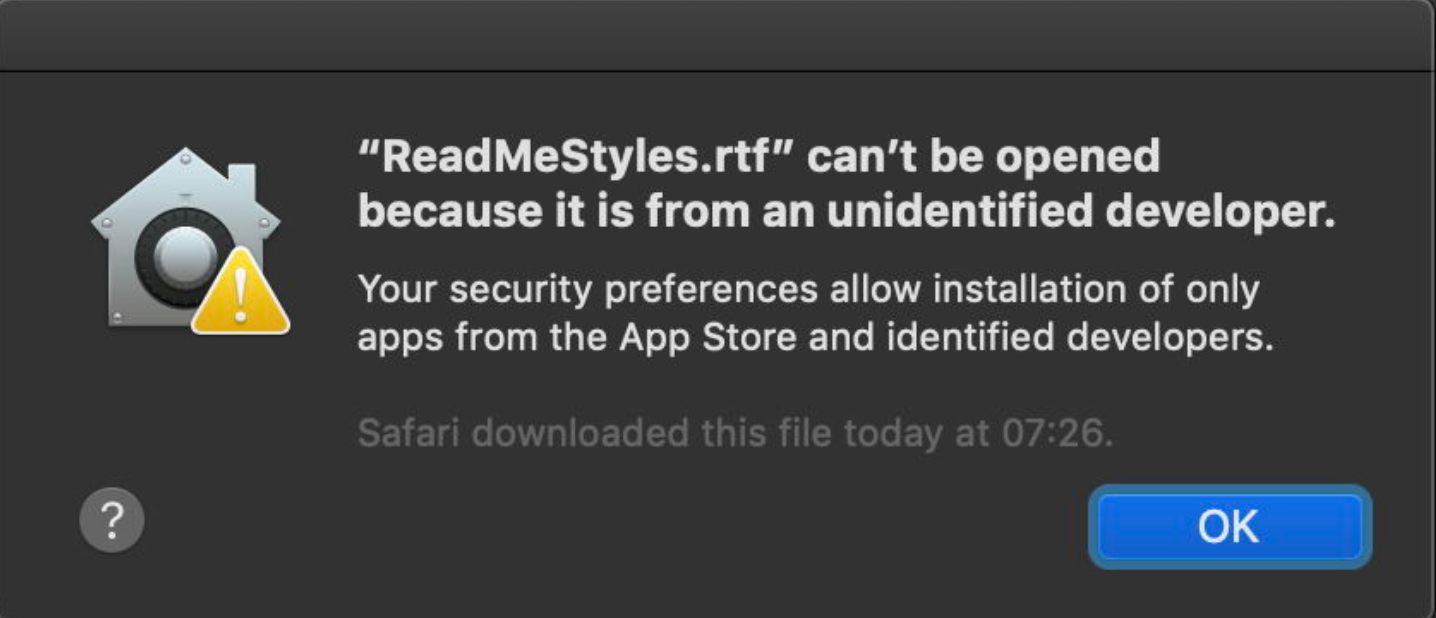 “ReadMeStyles.rtf” can’t be opened
because it is from an unidentified developer.
Your security preferences allow installation of only
apps from the App Store and identified developers.
Safari downloaded this file today at 07:26.
?
OK